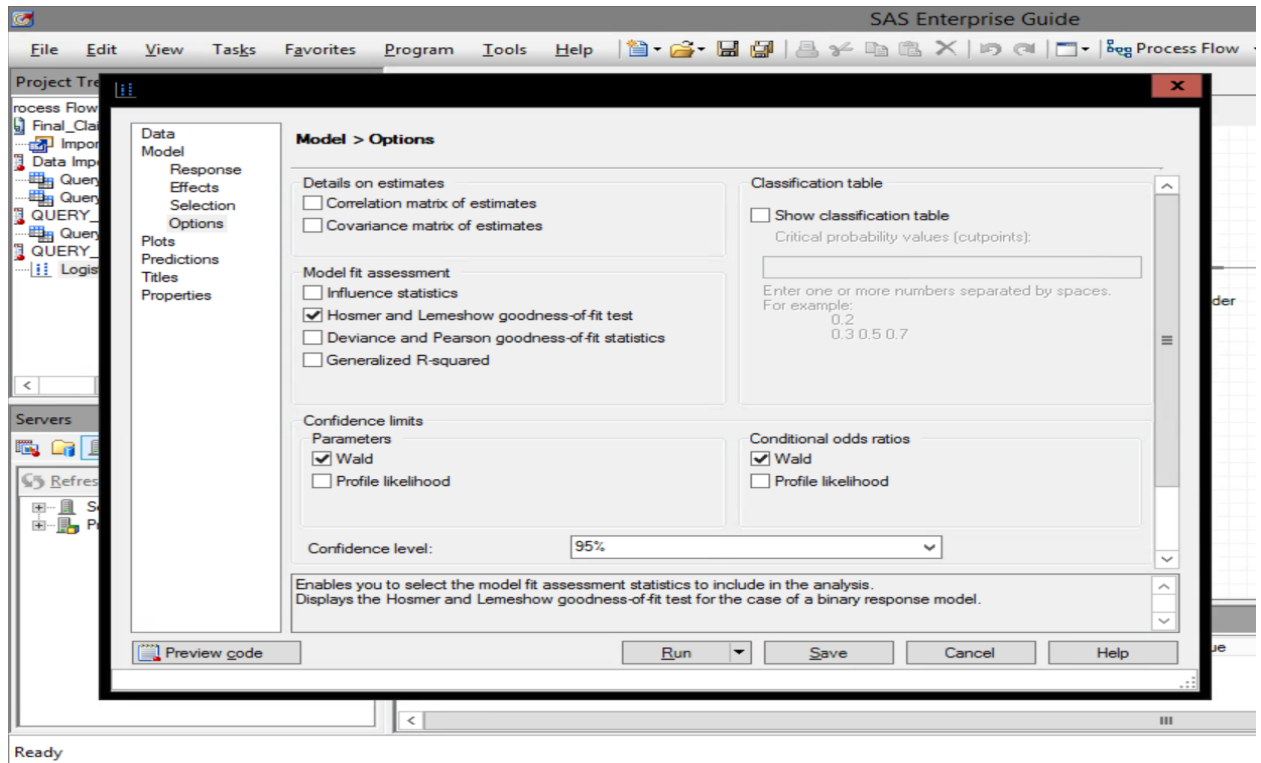 SAS Enterprise Guide
File Edit View Tasks Favorites Program Tools Help Process Flow
Project Tre
rocess Flow
Final_Clai
Impor
Data Imp
Query
Query
QUERY_
Query
QUERY_
Logis
Servers
Refres
Data
Model
Response
Effects
Selection
Options
Plots
Predictions
Titles
Properties
Model > Options
Details on estimates
Correlation matrix of estimates
Covariance matrix of estimates
Model fit assessment
Influence statistics
Hosmer and Lemeshow goodness-of-fit test
Deviance and Pearson goodness-of-fit statistics
Generalized R-squared
Classification table
Show classification table
Critical probability values (cutpoints):
Enter one or more numbers separated by spaces.
For example:
0.2
0.3 0.5 0.7
Confidence limits
Parameters
Wald
Profile likelihood
Conditional odds ratios
Wald
Profile likelihood
Confidence level: 95%
Enables you to select the model fit assessment statistics to include in the analysis.
Displays the Hosmer and Lemeshow goodness-of-fit test for the case of a binary response model.
Preview code Run Save Cancel Help
der
ue
Ready